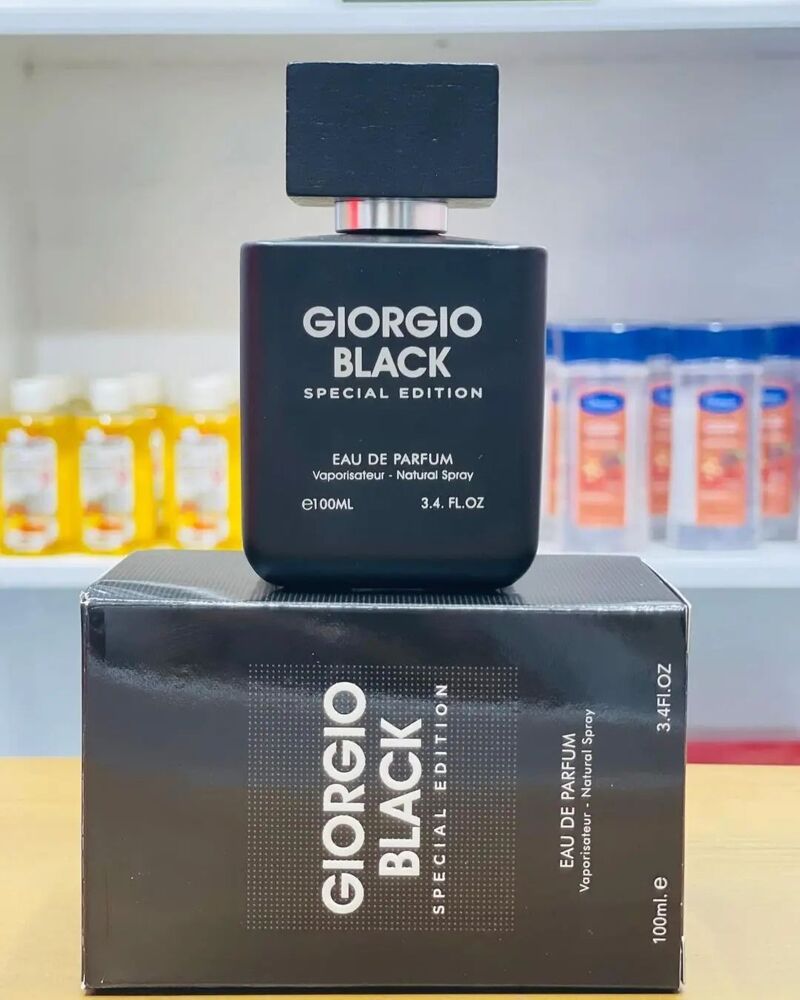 GIORGIO
BLACK
SPECIAL EDITION
EAU DE PARFUM
Vaporisateur - Natural Spray
℮100ML 3.4. FL.OZ
GIORGIO
BLACK
SPECIAL EDITION
EAU DE PARFUM
Vaporisateur - Natural Spray
100ml. ℮ 3.4Fl.OZ